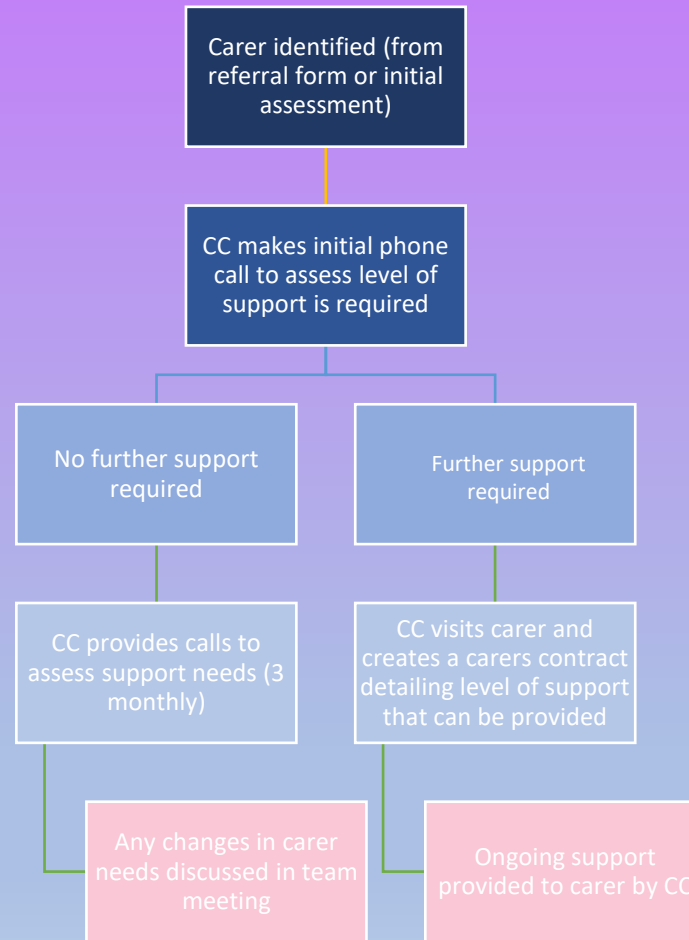 Carer identified (from
referral form or initial
assessment)
CC makes initial phone
call to assess level of
support is required
No further support
required
Further support
required
CC provides calls to
assess support needs (3
monthly)
CC visits carer and
creates a carers contract
detailing level of support
that can be provided
Any changes in carer
needs discussed in team
meeting
Ongoing support
provided to carer by CC